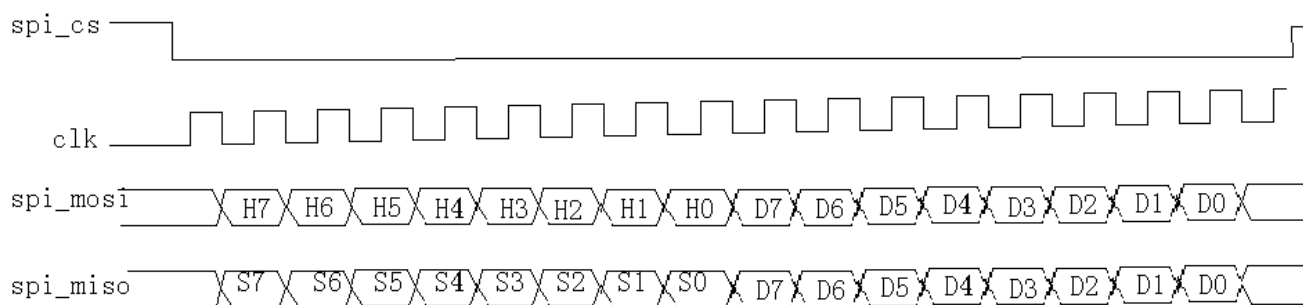 spi_cs
clk
spi_mosi H7 H6 H5 H4 H3 H2 H1 H0 D7 D6 D5 D4 D3 D2 D1 D0
spi_miso S7 S6 S5 S4 S3 S2 S1 S0 D7 D6 D5 D4 D3 D2 D1 D0